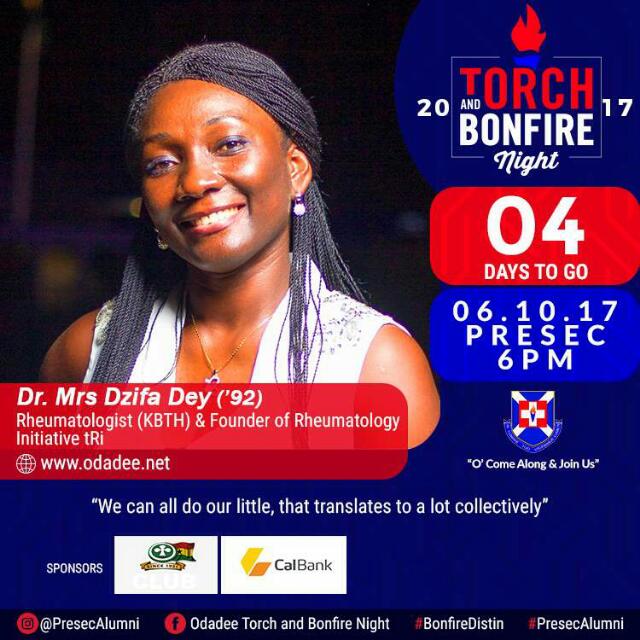 TORCH
20 AND 17
BONFIRE
Night
04
DAYS TO GO
06.10.17
PRESEC
6PM
Dr. Mrs Dzifa Dey ('92)
Rheumatologist (KBTH) & Founder of Rheumatology
Initiative tRi
www.odadee.net
"O' Come Along & Join Us"
“We can all do our little, that translates to a lot collectively”
SPONSORS
CLUB
CalBank
@PresecAlumni Odadee Torch and Bonfire Night #BonfireDistin #PresecAlumni